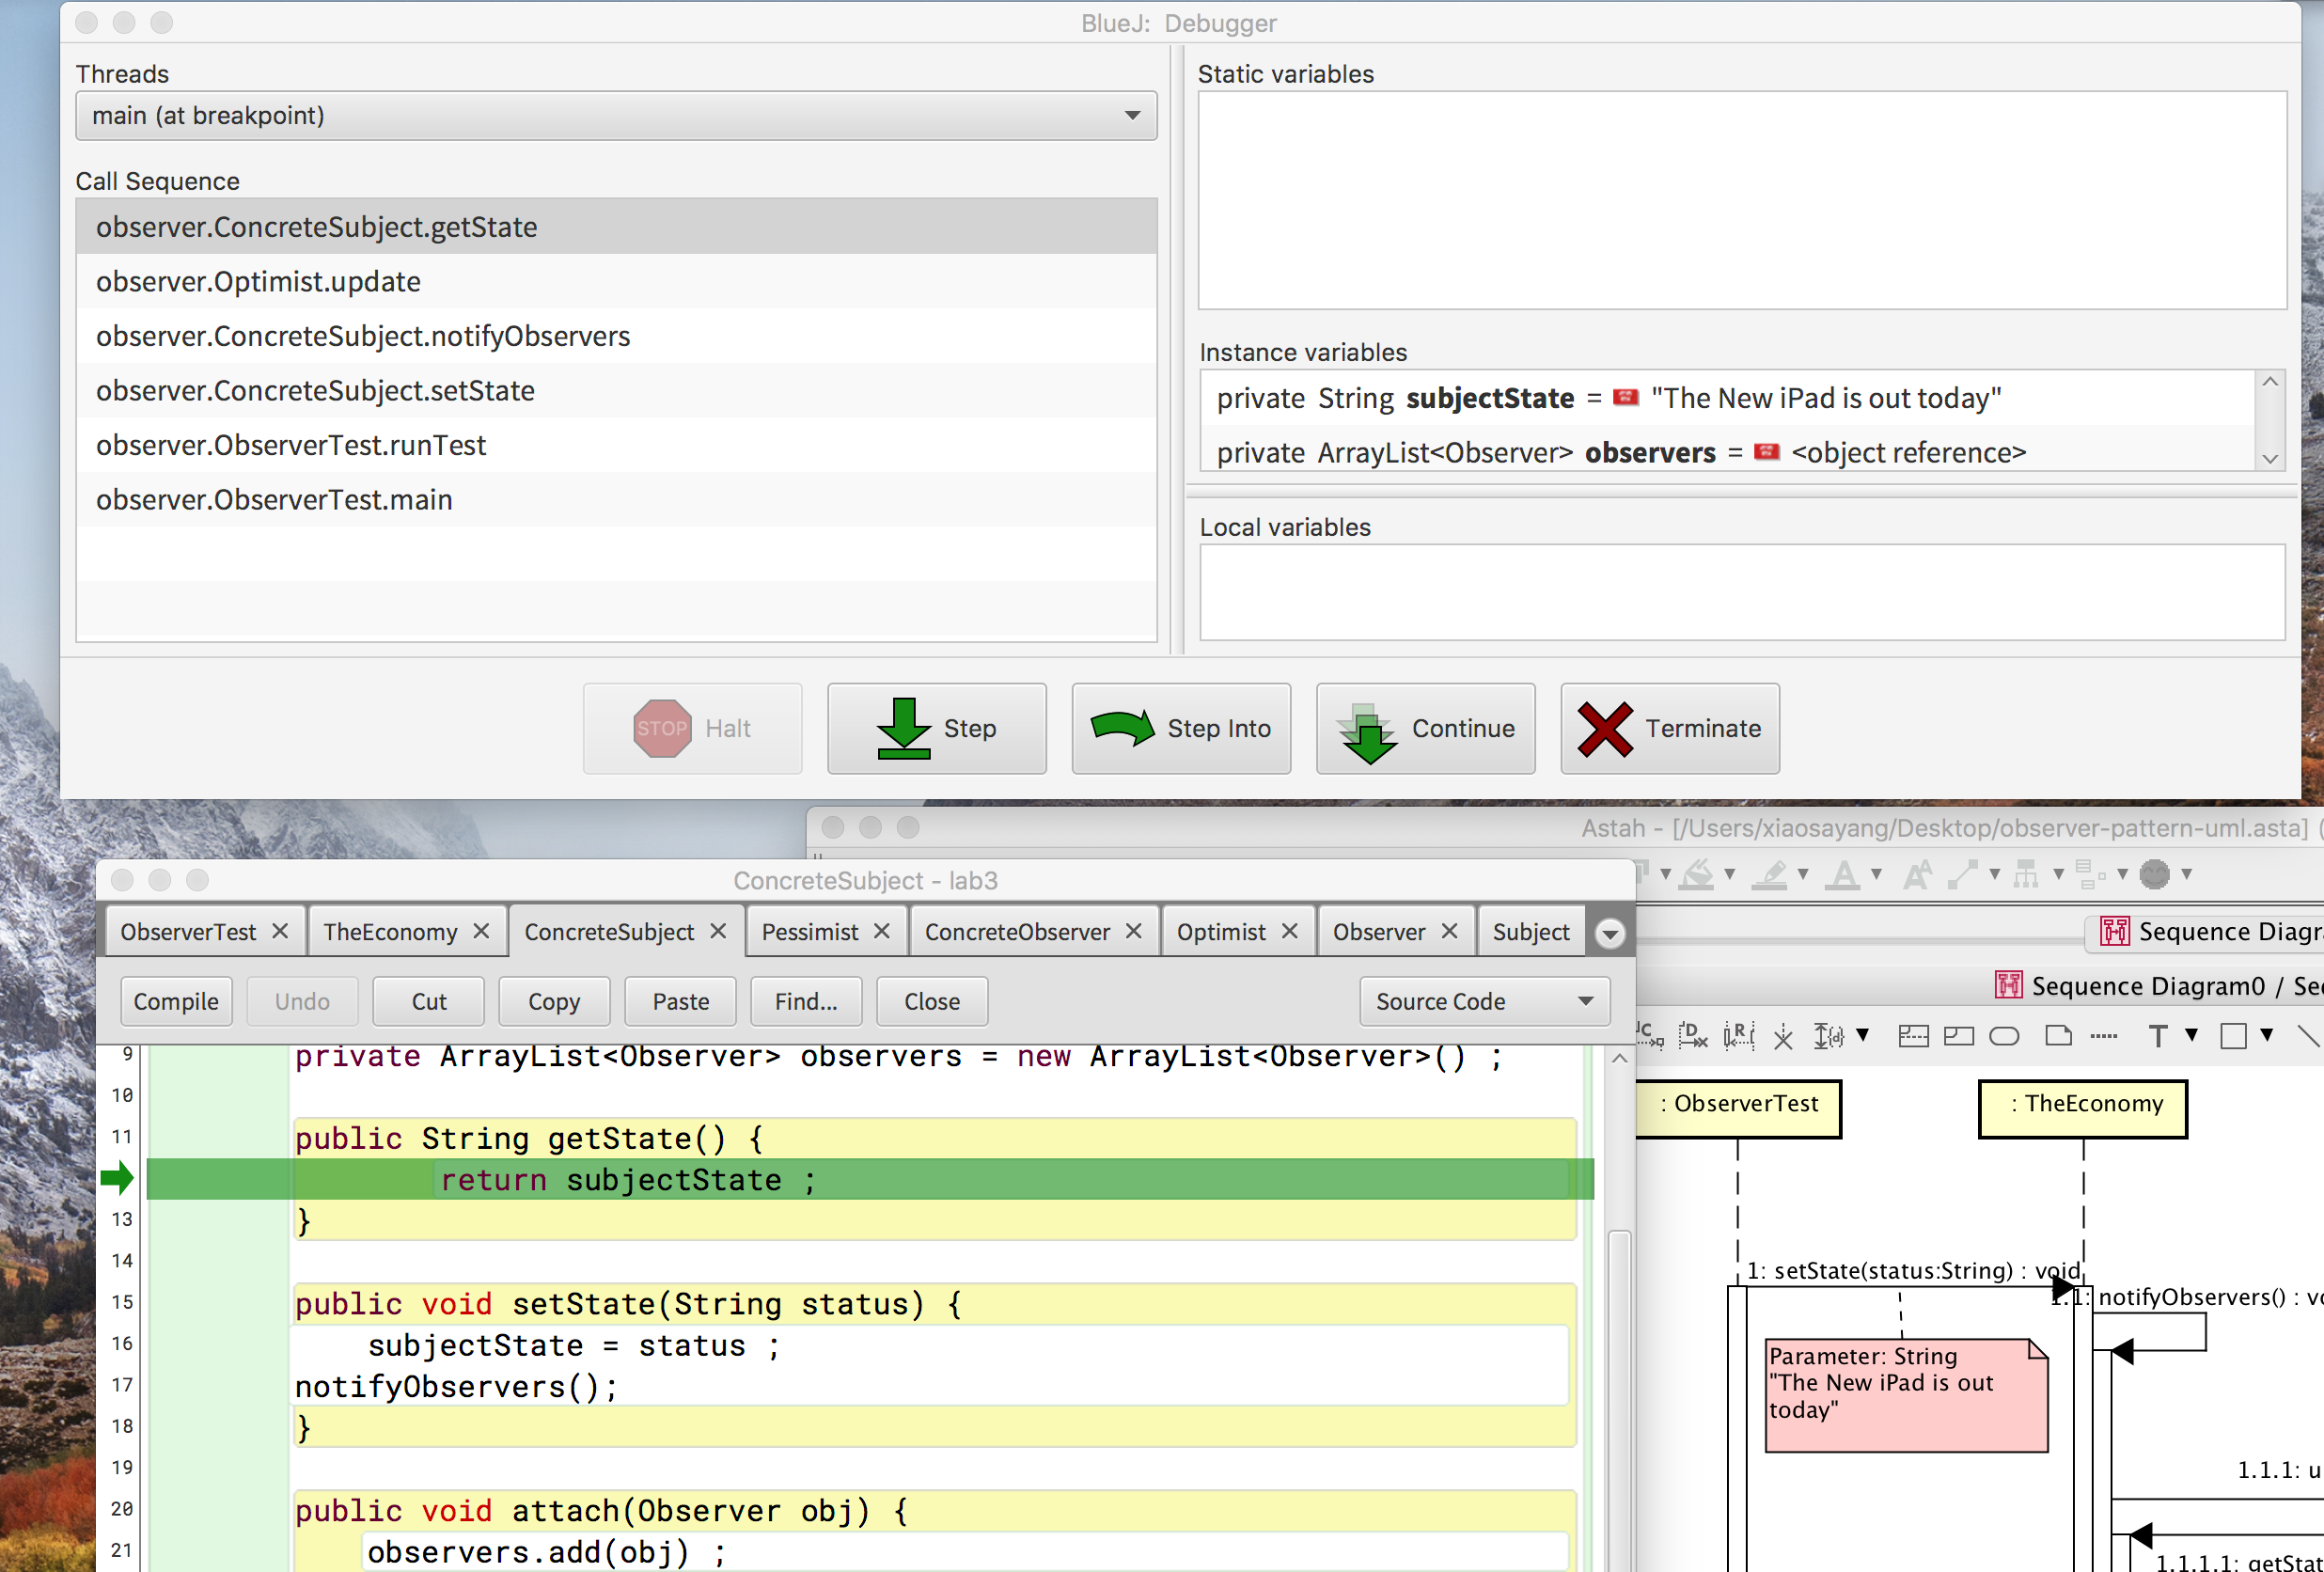 BlueJ: Debugger
Threads
main (at breakpoint)
Call Sequence
observer.ConcreteSubject.getState
observer.Optimist.update
observer.ConcreteSubject.notifyObservers
observer.ConcreteSubject.setState
observer.ObserverTest.runTest
observer.ObserverTest.main
Static variables
Instance variables
private String subjectState = "The New iPad is out today"
private ArrayList<Observer> observers = <object reference>
Local variables
STOP Halt
Step
Step Into
Continue
Terminate
Astah - [/Users/xiaosayang/Desktop/observer-pattern-uml.asta] (
ConcreteSubject - lab3
ObserverTest
TheEconomy
ConcreteSubject
Pessimist
ConcreteObserver
Optimist
Observer
Subject
Compile
Undo
Cut
Copy
Paste
Find...
Close
Source Code
9 private ArrayList<Observer> observers = new ArrayList<Observer>() ;
10
11 public String getState() {
return subjectState ;
13 }
14
15 public void setState(String status) {
16 subjectState = status ;
17 notifyObservers();
18 }
19
20 public void attach(Observer obj) {
21 observers.add(obj) ;
Sequence Diagr
Sequence Diagram0 / Se
: ObserverTest
: TheEconomy
1: setState(status:String) : void
1.1: notifyObservers() : v
Parameter: String
"The New iPad is out
today"
1.1.1: u
1.1.1.1: getStat